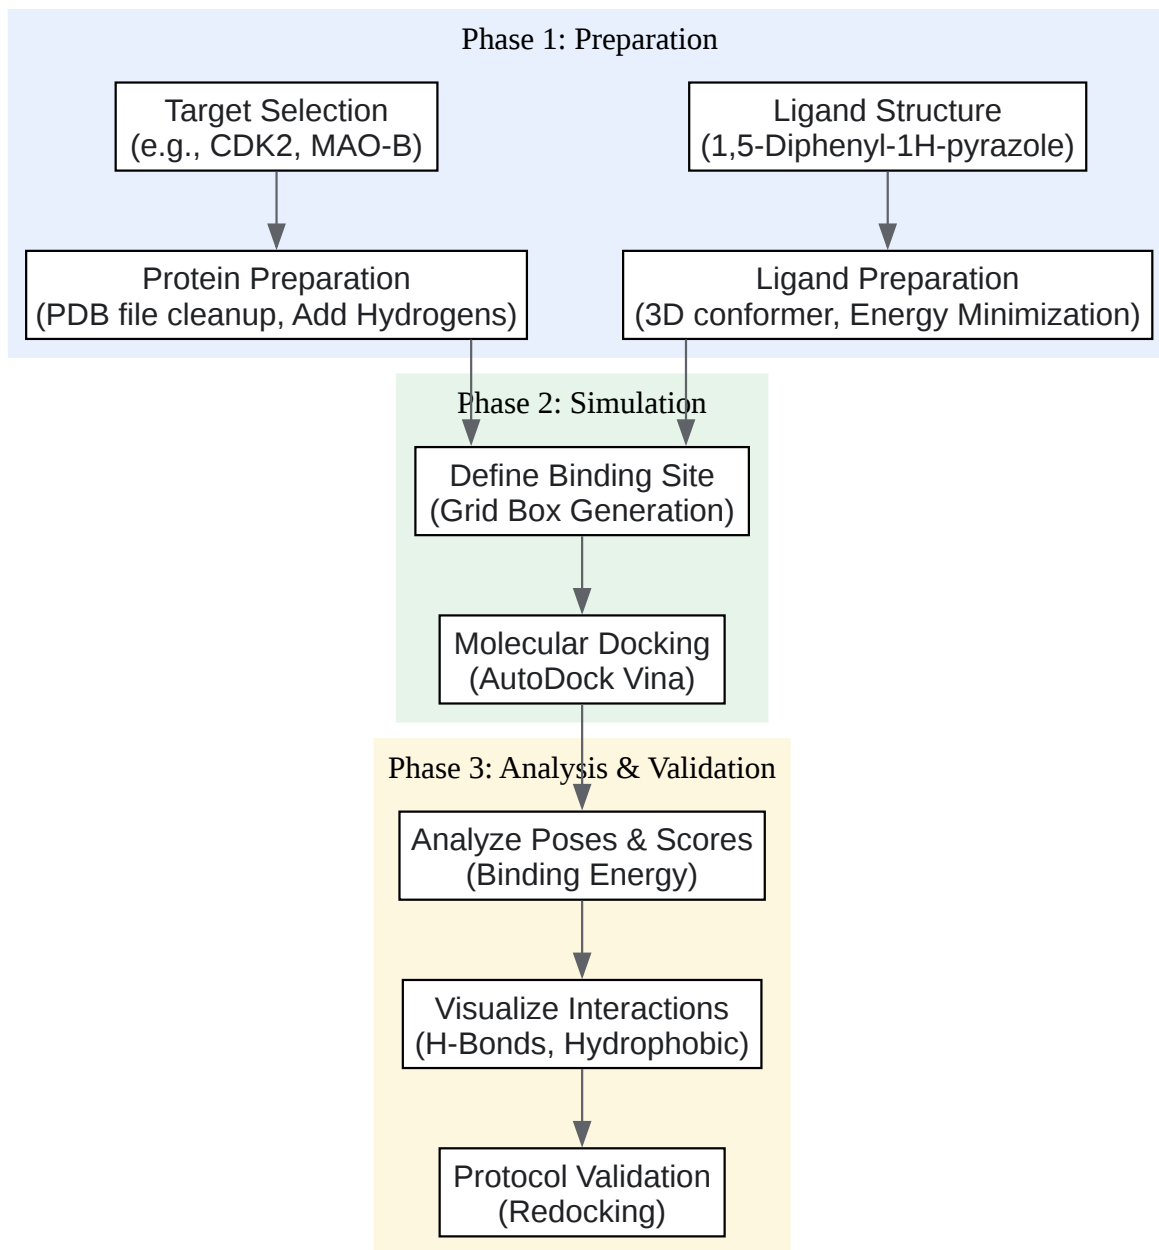 Phase 1: Preparation
Target Selection
(e.g., CDK2, MAO-B)
Ligand Structure
(1,5-Diphenyl-1H-pyrazole)
Protein Preparation
(PDB file cleanup, Add Hydrogens)
Ligand Preparation
(3D conformer, Energy Minimization)
Phase 2: Simulation
Define Binding Site
(Grid Box Generation)
Molecular Docking
(AutoDock Vina)
Phase 3: Analysis & Validation
Analyze Poses & Scores
(Binding Energy)
Visualize Interactions
(H-Bonds, Hydrophobic)
Protocol Validation
(Redocking)